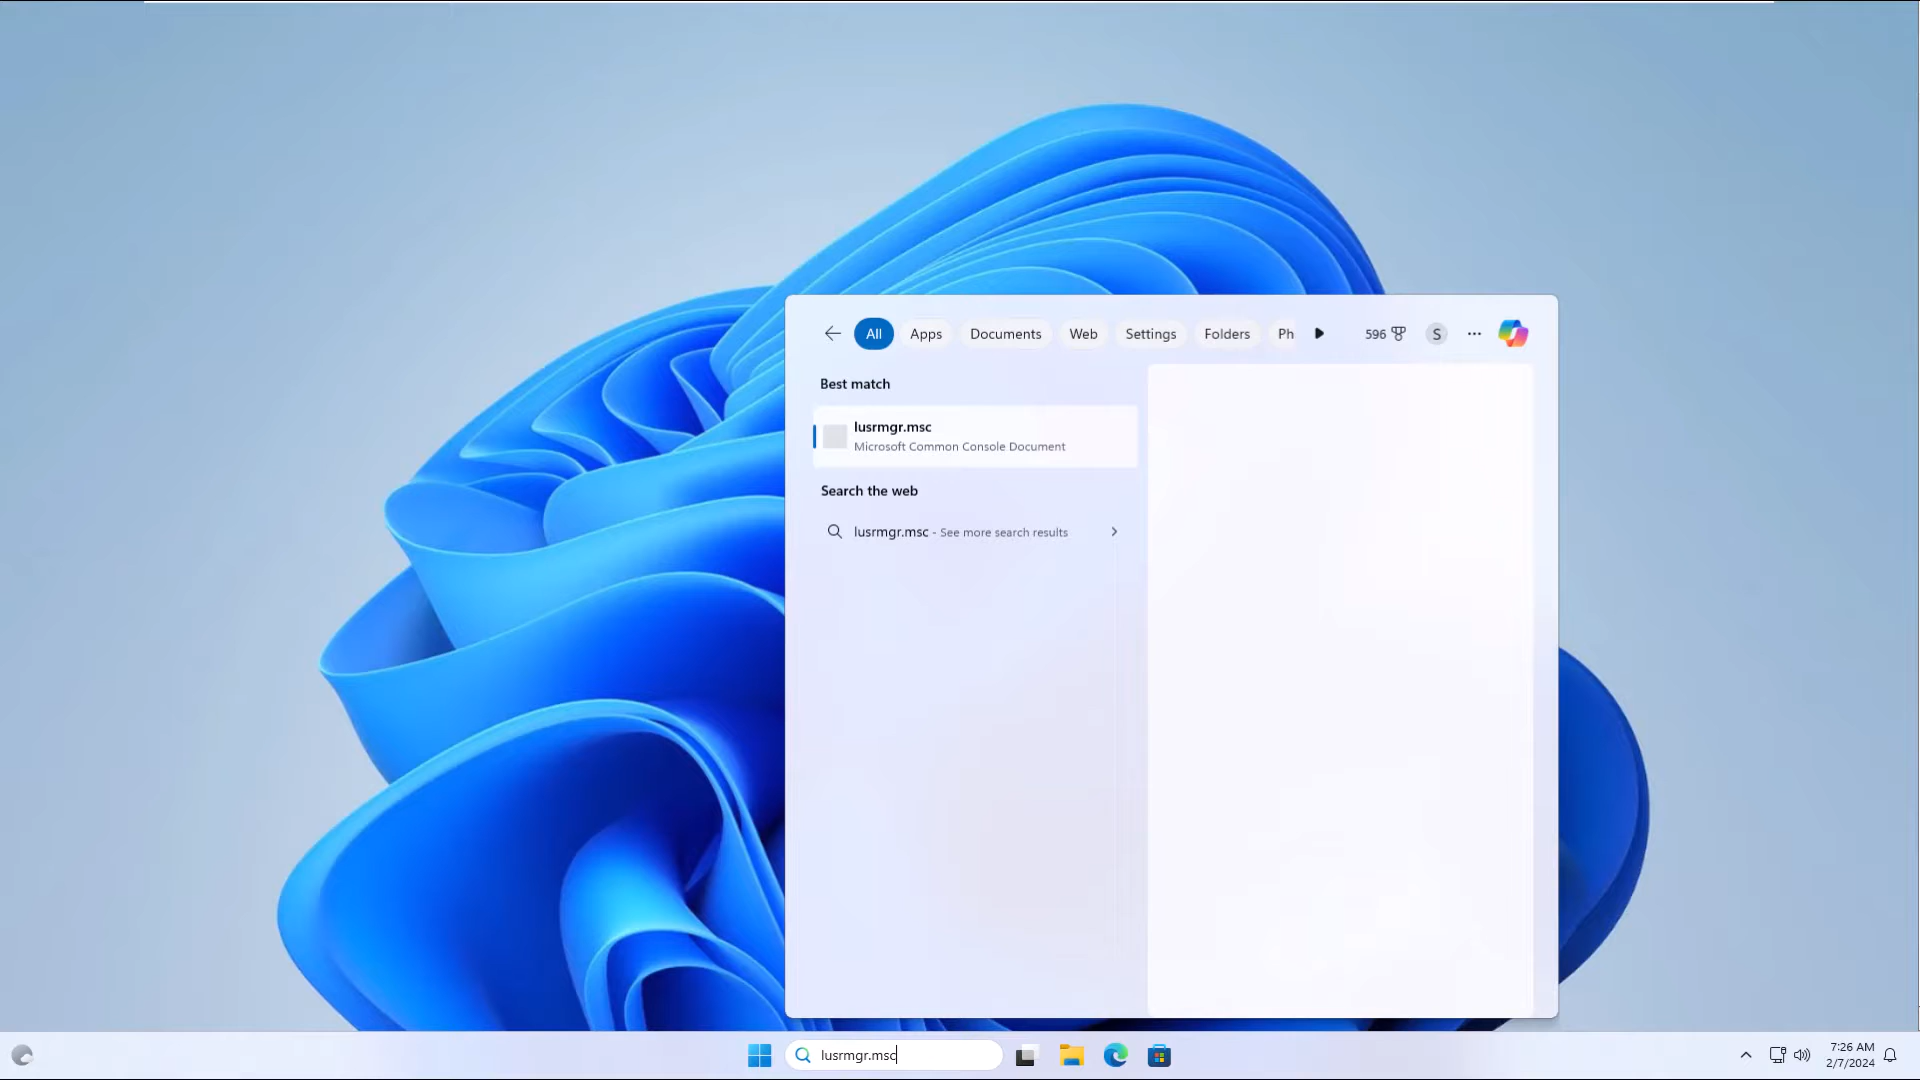 All Apps Documents Web Settings Folders Ph 596 S
Best match
lusrmgr.msc
Microsoft Common Console Document
Search the web
lusrmgr.msc - See more search results
lusrmgr.msc
7:26 AM
2/7/2024